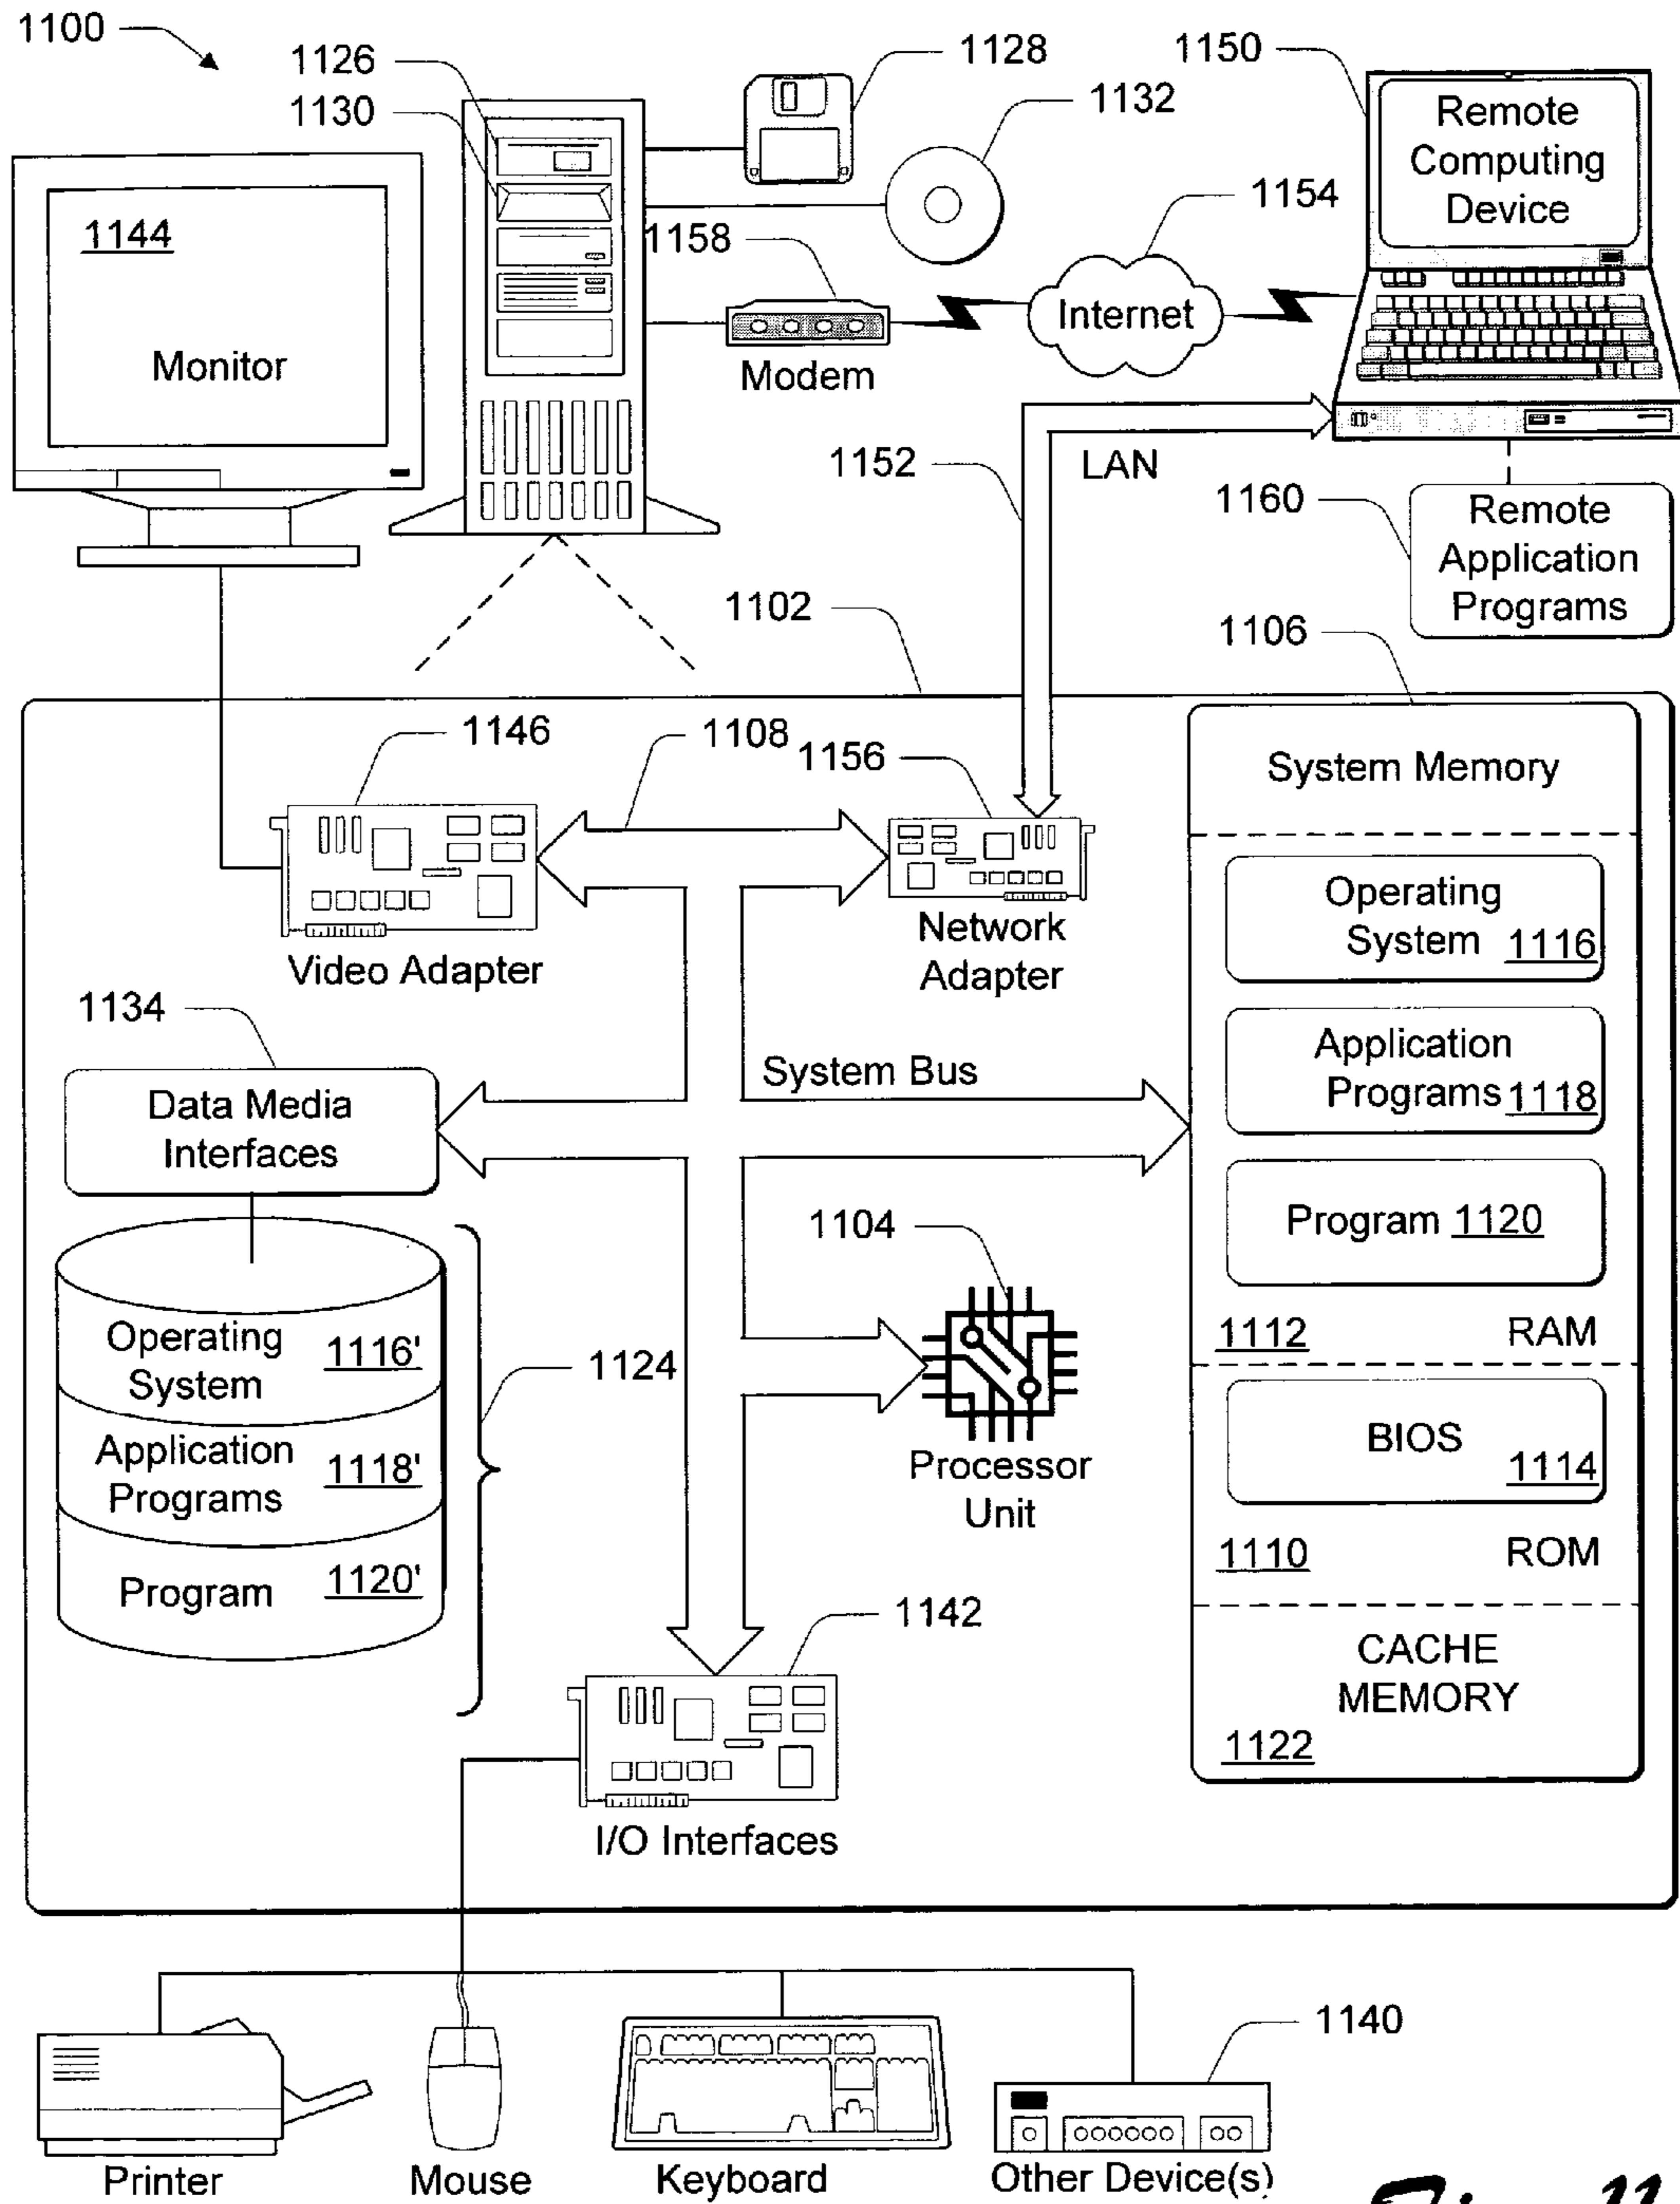 1100
1126
1130
1128
1132
1150
Remote
Computing
Device
1144
Monitor
1158
Modem
1154
Internet
1152
LAN
1160
Remote
Application
Programs
1102
1106
1146
1108
1156
System Memory
Video Adapter
Network
Adapter
Operating
System 1116
1134
Data Media
Interfaces
System Bus
Application
Programs 1118
Program 1120
1104
1112 RAM
Operating
System
1116'
1124
Application
Programs
1118'
Processor
Unit
BIOS
1114
1110 ROM
Program 1120'
1142
CACHE
MEMORY
1122
I/O Interfaces
1140
Printer
Mouse
Keyboard
Other Device(s)